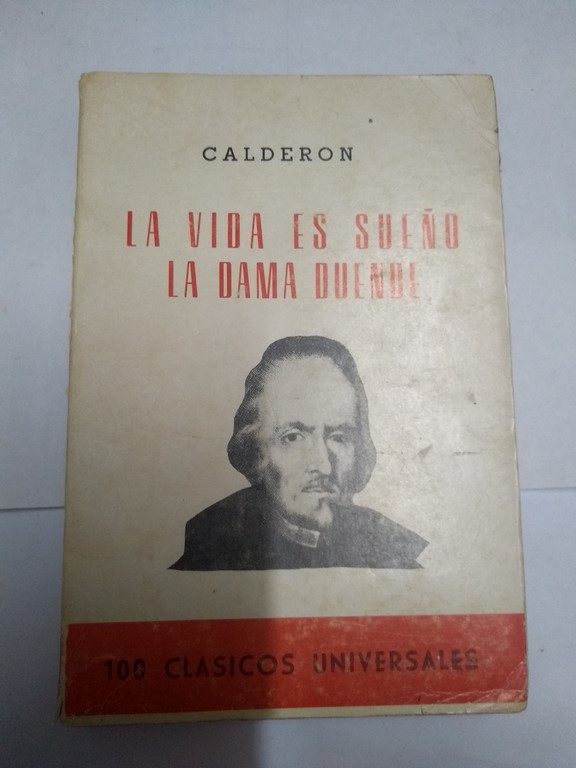 CALDERON
LA VIDA ES SUEÑO
LA DAMA DUENDE
100 CLASICOS UNIVERSALES